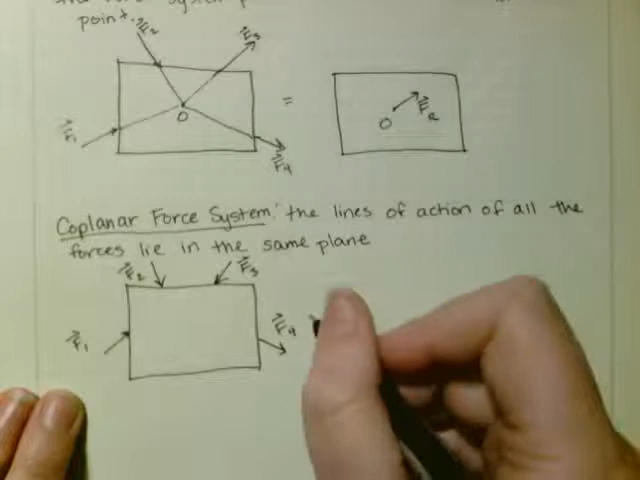 point.
F₂ F₃
F₁ O F₄ = O F_R
Coplanar Force System: the lines of action of all the
forces lie in the same plane
F₂ F₃
F₁ F₄